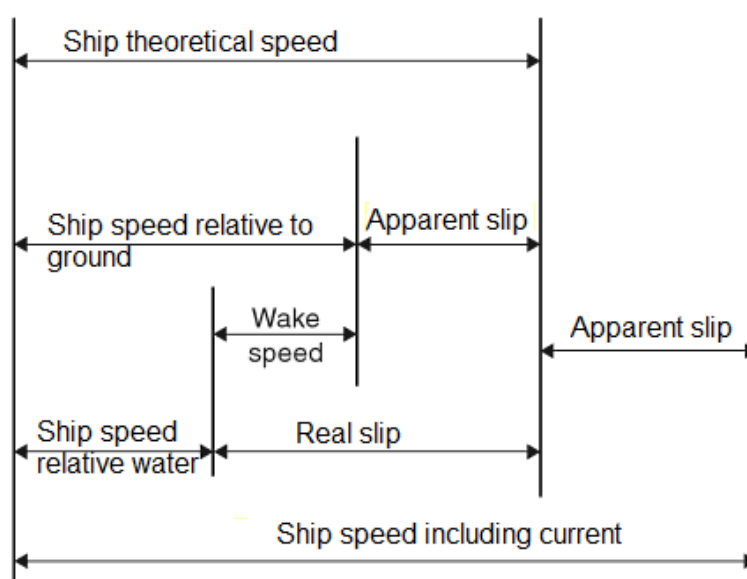 Ship theoretical speed
Ship speed relative to
ground
Apparent slip
Wake
speed
Apparent slip
Ship speed
relative water
Real slip
Ship speed including current